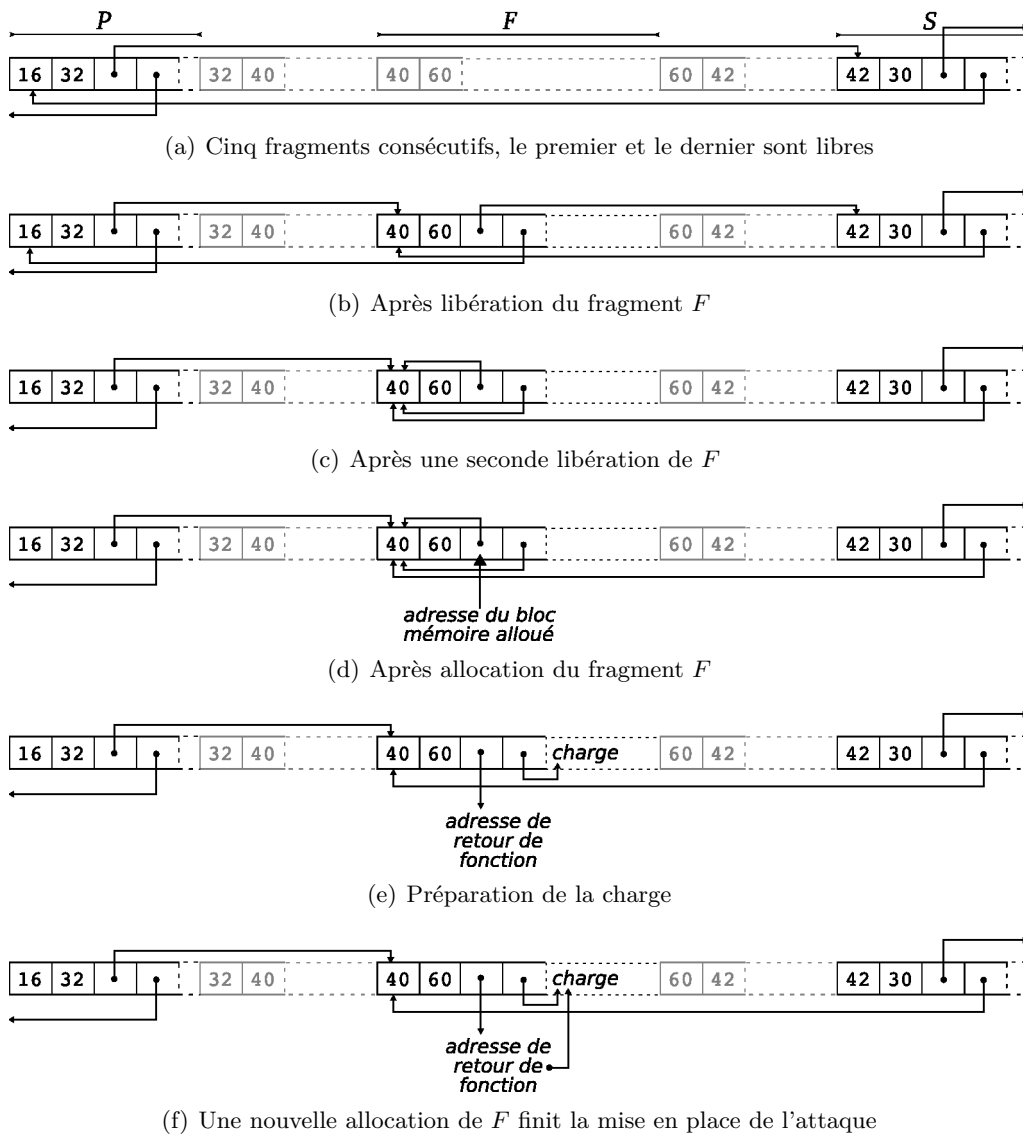 P F S
16 32 32 40 40 60 60 42 42 30
(a) Cinq fragments consécutifs, le premier et le dernier sont libres
16 32 32 40 40 60 60 42 42 30
(b) Après libération du fragment F
16 32 32 40 40 60 60 42 42 30
(c) Après une seconde libération de F
16 32 32 40 40 60 60 42 42 30
adresse du bloc
mémoire alloué
(d) Après allocation du fragment F
16 32 32 40 40 60 charge 60 42 42 30
adresse de
retour de
fonction
(e) Préparation de la charge
16 32 32 40 40 60 charge 60 42 42 30
adresse de
retour de
fonction
(f) Une nouvelle allocation de F finit la mise en place de l'attaque